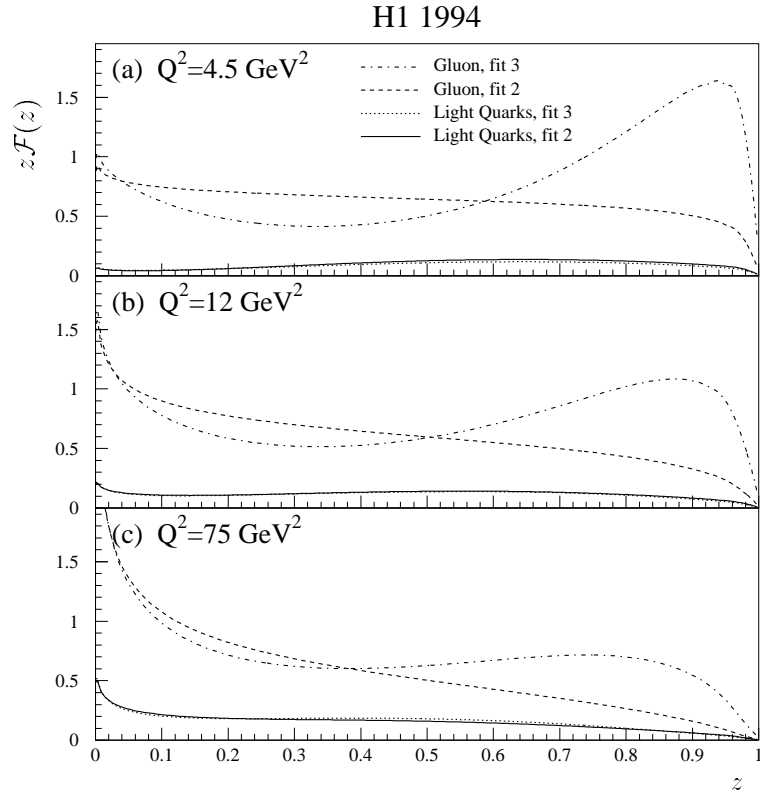 H1 1994
z𝓕(z)
(a) Q²=4.5 GeV²
Gluon, fit 3
Gluon, fit 2
Light Quarks, fit 3
Light Quarks, fit 2
1.5
1
0.5
0
(b) Q²=12 GeV²
1.5
1
0.5
0
(c) Q²=75 GeV²
1.5
1
0.5
0
0 0.1 0.2 0.3 0.4 0.5 0.6 0.7 0.8 0.9 1
z